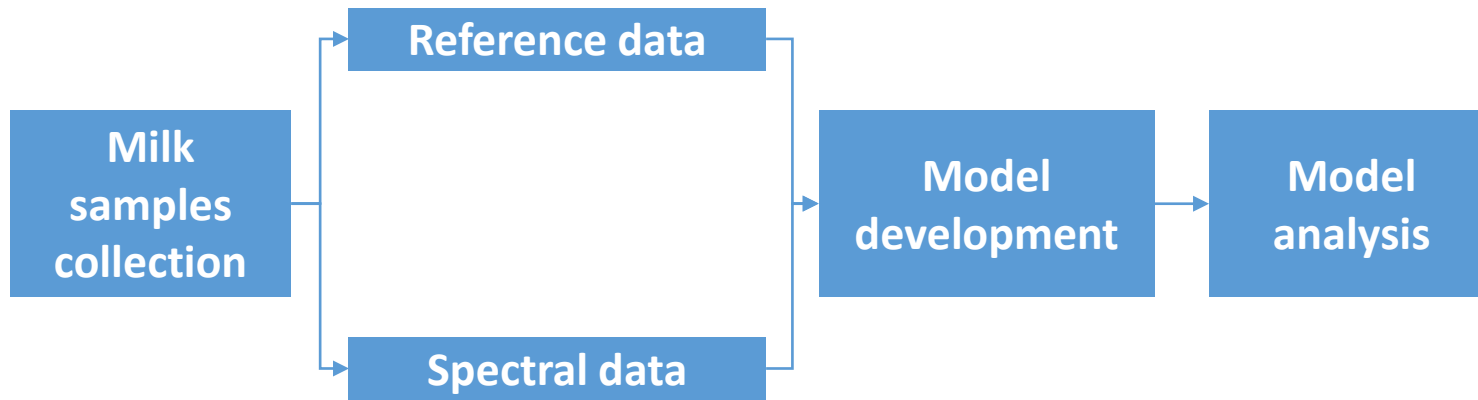 Reference data
Milk
samples
collection
Model
development
Model
analysis
Spectral data